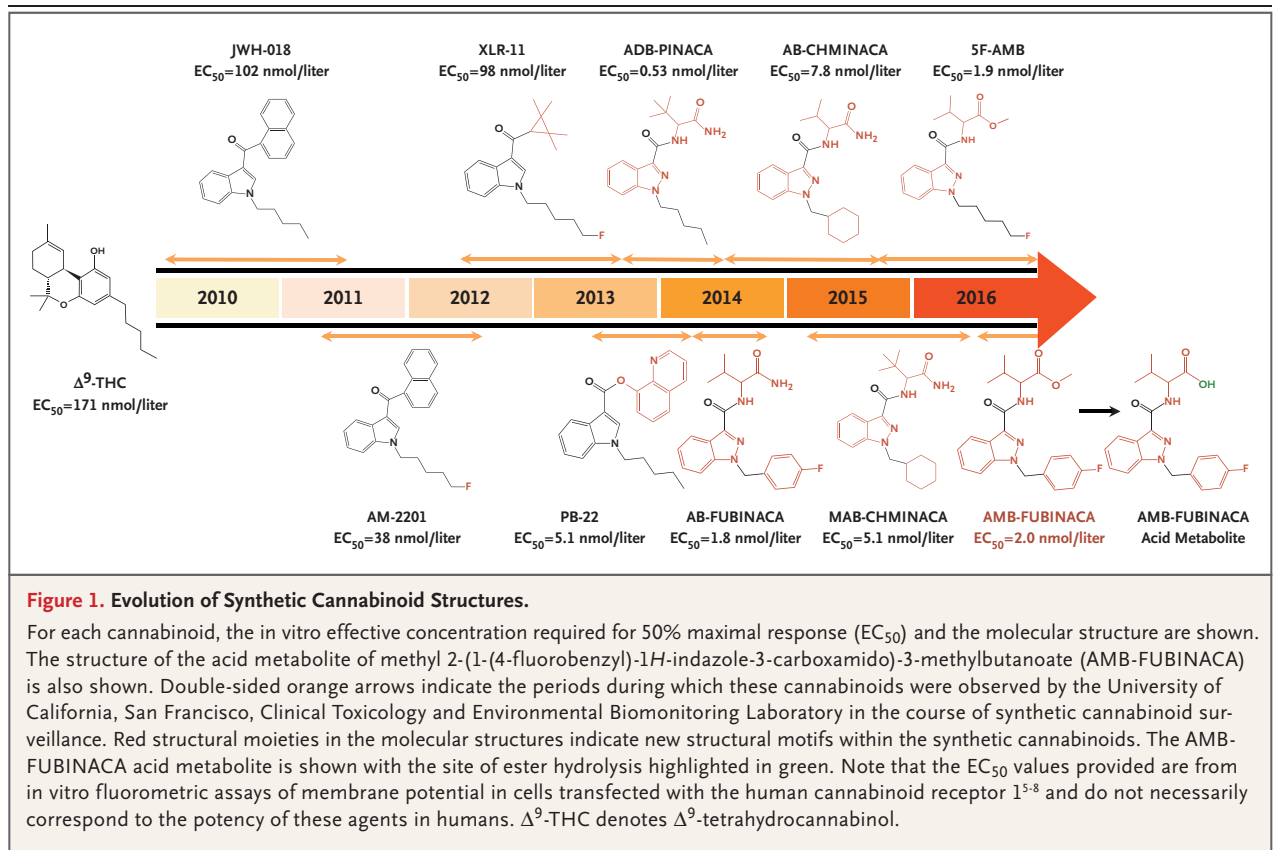 JWH-018
EC50=102 nmol/liter
XLR-11
EC50=98 nmol/liter
ADB-PINACA
EC50=0.53 nmol/liter
AB-CHMINACA
EC50=7.8 nmol/liter
5F-AMB
EC50=1.9 nmol/liter
O
N
O
N
F
O
NH2
O
NH
N
N
O
NH2
O
NH
N
N
O
O
O
NH
N
N
F
OH
O
Δ9-THC
EC50=171 nmol/liter
2010
2011
2012
2013
2014
2015
2016
O
N
F
N
O
O
N
O
NH2
O
NH
N
N
F
O
NH2
O
NH
N
N
O
O
O
NH
N
N
F
O
OH
O
NH
N
N
F
AM-2201
EC50=38 nmol/liter
PB-22
EC50=5.1 nmol/liter
AB-FUBINACA
EC50=1.8 nmol/liter
MAB-CHMINACA
EC50=5.1 nmol/liter
AMB-FUBINACA
EC50=2.0 nmol/liter
AMB-FUBINACA
Acid Metabolite
Figure 1. Evolution of Synthetic Cannabinoid Structures.
For each cannabinoid, the in vitro effective concentration required for 50% maximal response (EC50) and the molecular structure are shown.
The structure of the acid metabolite of methyl 2-(1-(4-fluorobenzyl)-1H-indazole-3-carboxamido)-3-methylbutanoate (AMB-FUBINACA)
is also shown. Double-sided orange arrows indicate the periods during which these cannabinoids were observed by the University of
California, San Francisco, Clinical Toxicology and Environmental Biomonitoring Laboratory in the course of synthetic cannabinoid sur-
veillance. Red structural moieties in the molecular structures indicate new structural motifs within the synthetic cannabinoids. The AMB-
FUBINACA acid metabolite is shown with the site of ester hydrolysis highlighted in green. Note that the EC50 values provided are from
in vitro fluorometric assays of membrane potential in cells transfected with the human cannabinoid receptor 15-8 and do not necessarily
correspond to the potency of these agents in humans. Δ9-THC denotes Δ9-tetrahydrocannabinol.